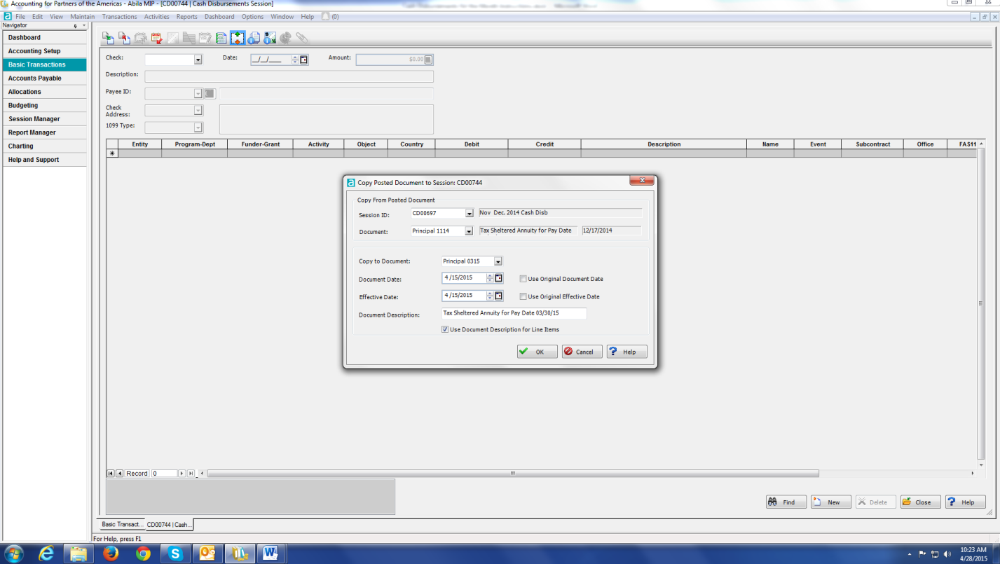 Accounting for Partners of the Americas - Abila MIP - [CD00744 | Cash Disbursements Session]
File Edit View Maintain Transactions Activities Reports Dashboard Options Window Help (0)
Navigator
Dashboard
Accounting Setup
Basic Transactions
Accounts Payable
Allocations
Budgeting
Session Manager
Report Manager
Charting
Help and Support
Check: Date: __/__/____ Amount: $0.00
Description:
Payee ID:
Check
Address:
1099 Type:
Entity Program-Dept Funder-Grant Activity Object Country Debit Credit Description Name Event Subcontract Office FAS11
Copy Posted Document to Session: CD00744
Copy From Posted Document
Session ID: CD00697 Nov Dec. 2014 Cash Disb
Document: Principal 1114 Tax Sheltered Annuity for Pay Date 12/17/2014
Copy to Document: Principal 0315
Document Date: 4 /15/2015 Use Original Document Date
Effective Date: 4 /15/2015 Use Original Effective Date
Document Description: Tax Sheltered Annuity for Pay Date 03/30/15
Use Document Description for Line Items
OK Cancel Help
Record 0
Find New Delete Close Help
Basic Transact... CD00744 | Cash...
For Help, press F1
10:23 AM
4/28/2015